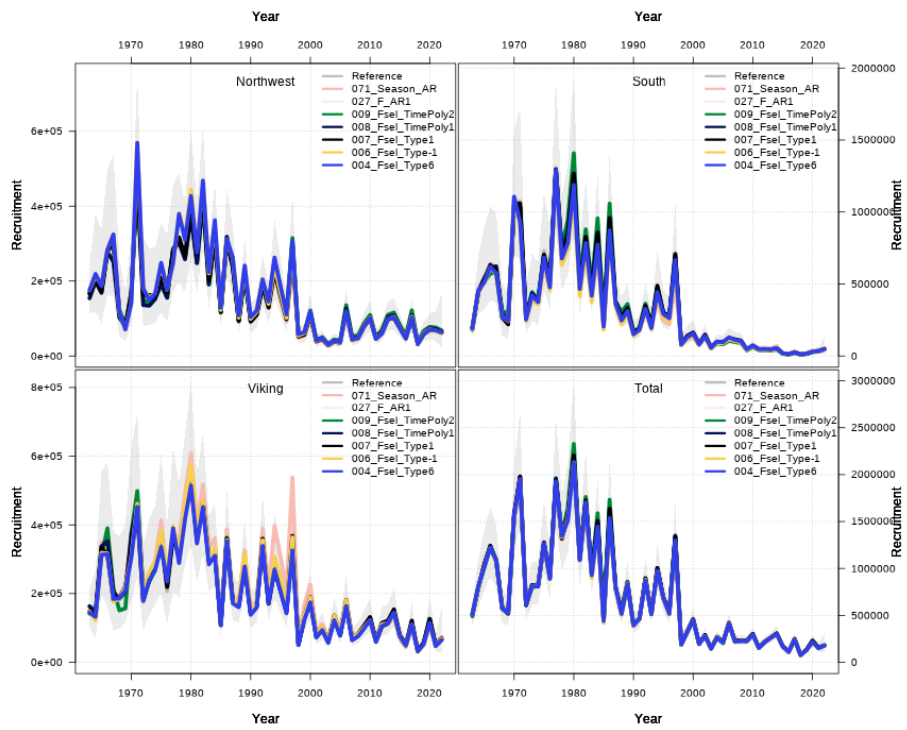 Year Year
1970 1980 1990 2000 2010 2020 1970 1980 1990 2000 2010 2020
Northwest
Reference
071_Season_AR
027_F_AR1
009_Fsel_TimePoly2
008_Fsel_TimePoly1
007_Fsel_Type1
006_Fsel_Type-1
004_Fsel_Type6
6e+05
4e+05
2e+05
0e+00
Recruitment
South
Reference
071_Season_AR
027_F_AR1
009_Fsel_TimePoly2
008_Fsel_TimePoly1
007_Fsel_Type1
006_Fsel_Type-1
004_Fsel_Type6
2000000
1500000
1000000
500000
0
Recruitment
Viking
Reference
071_Season_AR
027_F_AR1
009_Fsel_TimePoly2
008_Fsel_TimePoly1
007_Fsel_Type1
006_Fsel_Type-1
004_Fsel_Type6
8e+05
6e+05
4e+05
2e+05
0e+00
Recruitment
Total
Reference
071_Season_AR
027_F_AR1
009_Fsel_TimePoly2
008_Fsel_TimePoly1
007_Fsel_Type1
006_Fsel_Type-1
004_Fsel_Type6
3000000
2500000
2000000
1500000
1000000
500000
0
Recruitment
1970 1980 1990 2000 2010 2020 1970 1980 1990 2000 2010 2020
Year Year